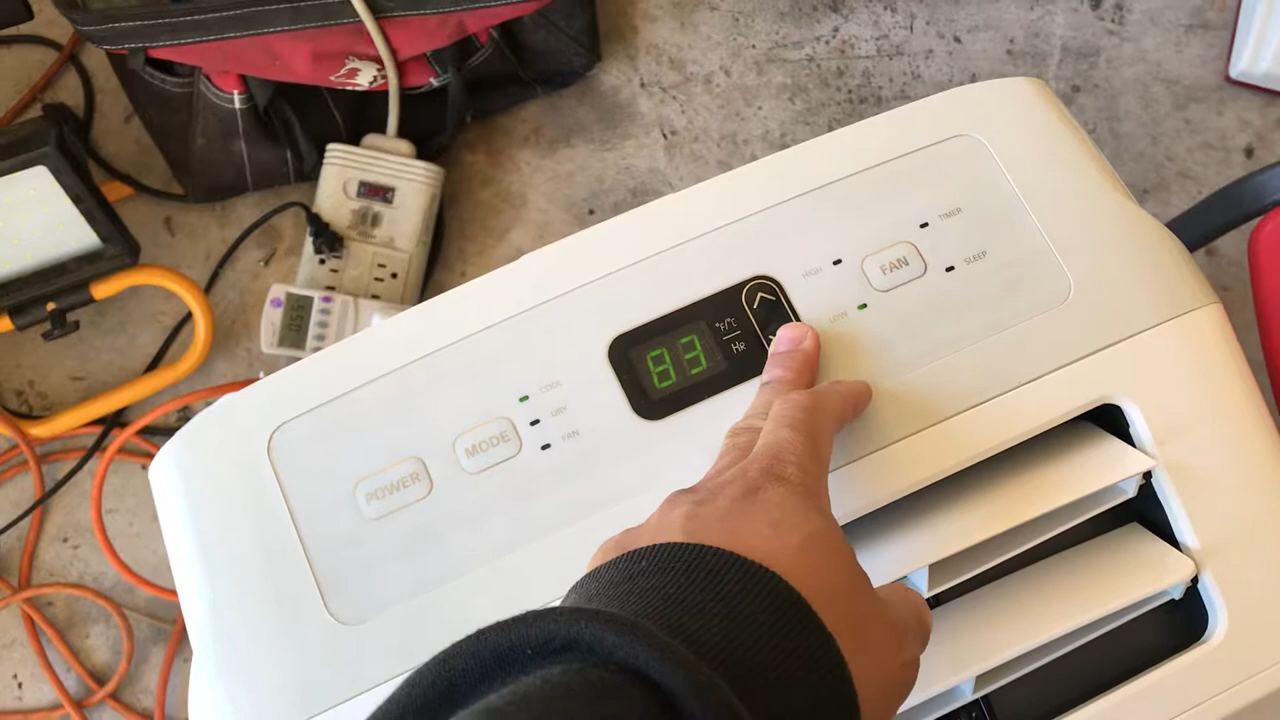 TIMER
HIGH
FAN
SLEEP
LOW
°F/°C
HR
83
COOL
DRY
FAN
MODE
POWER